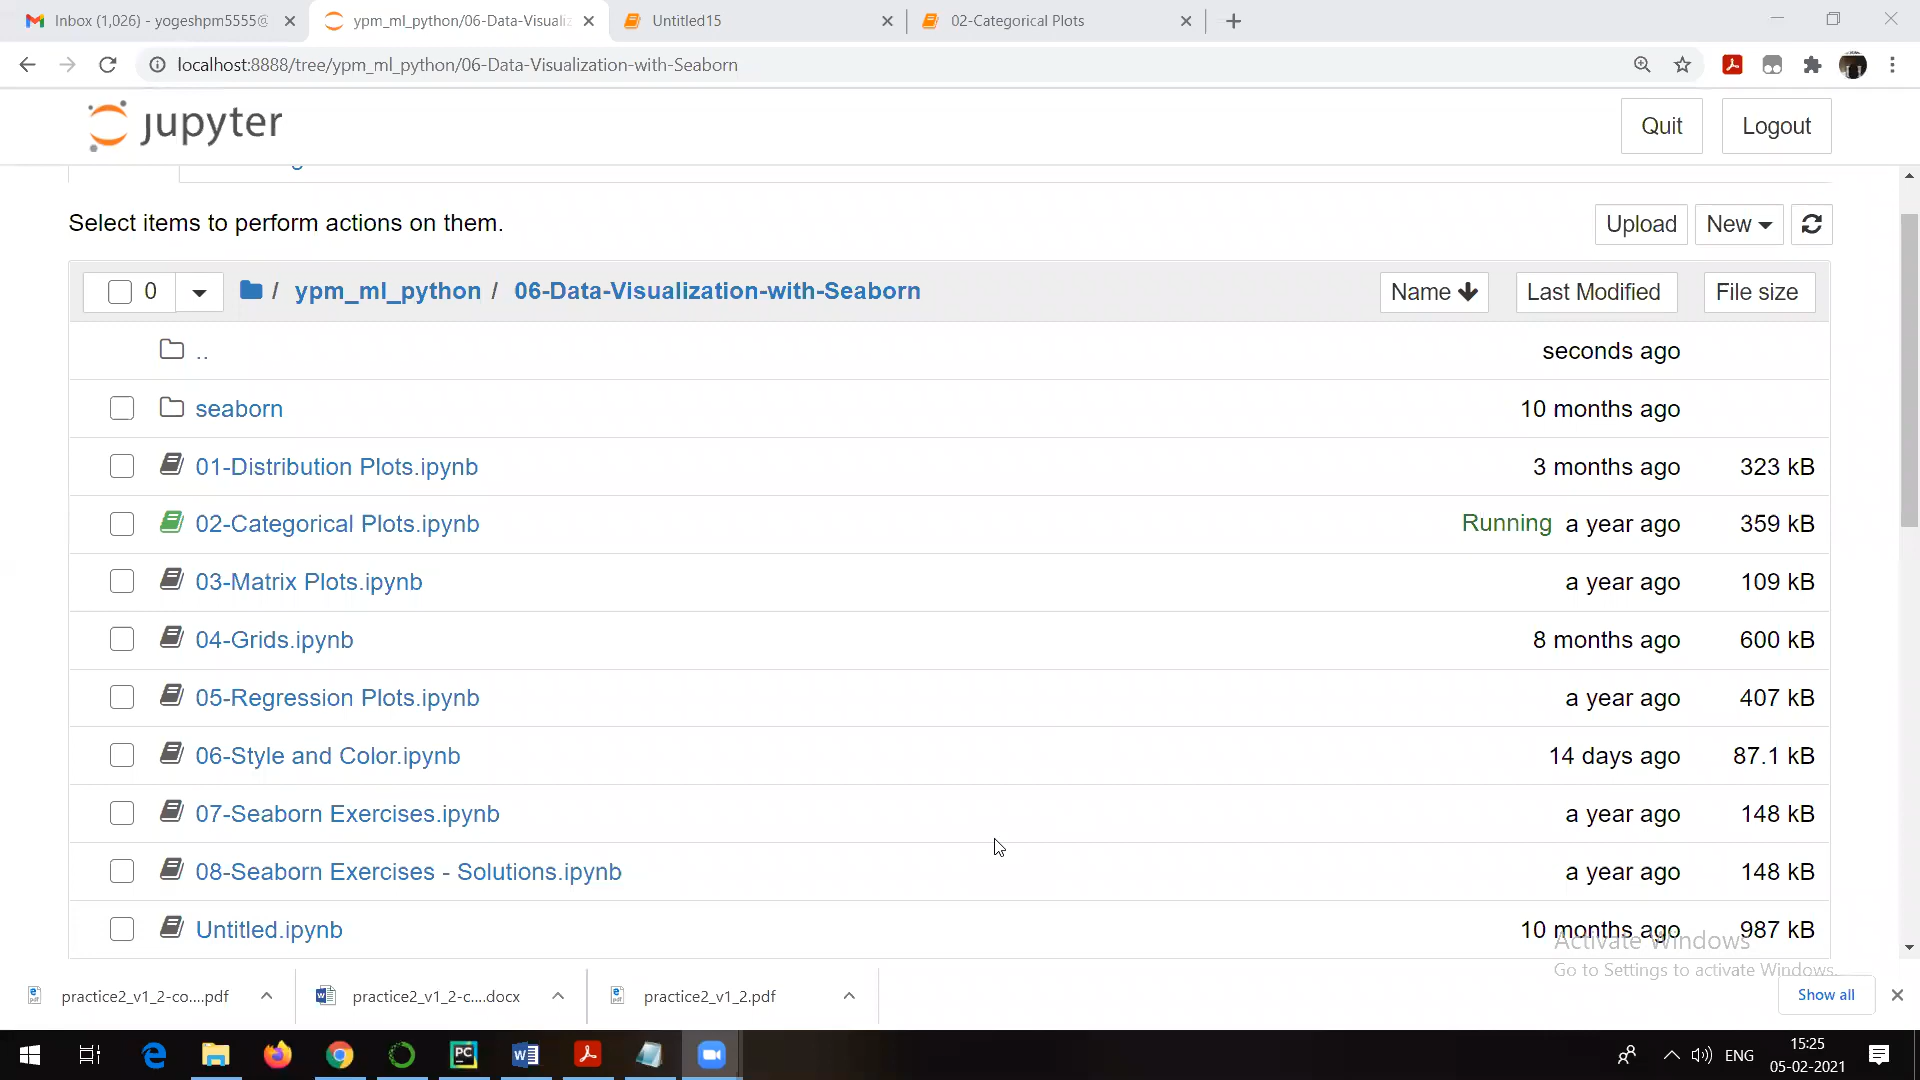 Inbox (1,026) - yogeshpm5555@
ypm_ml_python/06-Data-Visualiz
Untitled15
02-Categorical Plots
localhost:8888/tree/ypm_ml_python/06-Data-Visualization-with-Seaborn
jupyter
Quit
Logout
Select items to perform actions on them.
Upload
New
0
/ ypm_ml_python / 06-Data-Visualization-with-Seaborn
Name
Last Modified
File size
.. seconds ago
seaborn 10 months ago
01-Distribution Plots.ipynb 3 months ago 323 kB
02-Categorical Plots.ipynb Running a year ago 359 kB
03-Matrix Plots.ipynb a year ago 109 kB
04-Grids.ipynb 8 months ago 600 kB
05-Regression Plots.ipynb a year ago 407 kB
06-Style and Color.ipynb 14 days ago 87.1 kB
07-Seaborn Exercises.ipynb a year ago 148 kB
08-Seaborn Exercises - Solutions.ipynb a year ago 148 kB
Untitled.ipynb 10 months ago 987 kB
Activate Windows
Go to Settings to activate Windows.
practice2_v1_2-co....pdf
practice2_v1_2-c....docx
practice2_v1_2.pdf
Show all
PC
ENG
15:25
05-02-2021